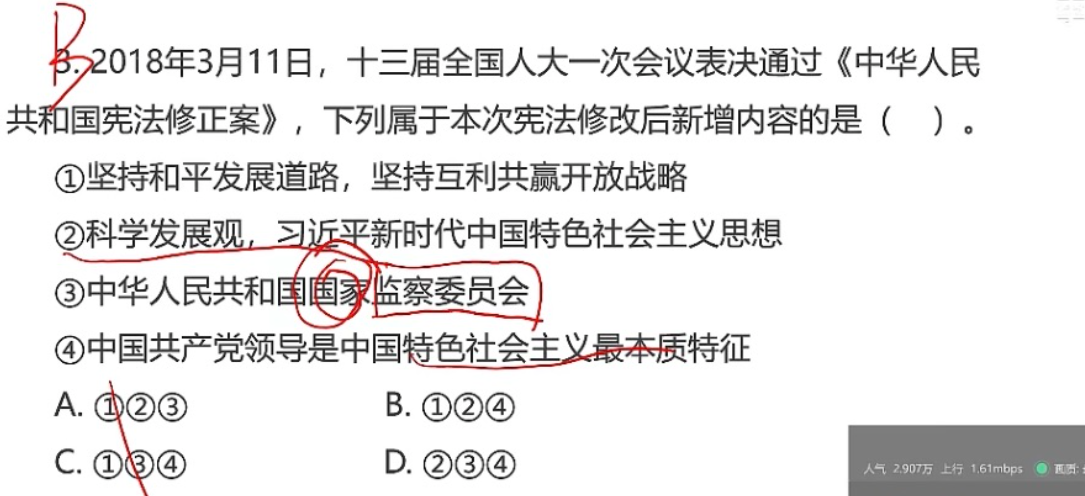 B
3. 2018年3月11日，十三届全国人大一次会议表决通过《中华人民
共和国宪法修正案》，下列属于本次宪法修改后新增内容的是（ ）。
①坚持和平发展道路，坚持互利共赢开放战略
②科学发展观，习近平新时代中国特色社会主义思想
③中华人民共和国国家监察委员会
④中国共产党领导是中国特色社会主义最本质特征
A. ①②③ B. ①②④
C. ①③④ D. ②③④
人气 2.907万 上行 1.61mbps 画质: